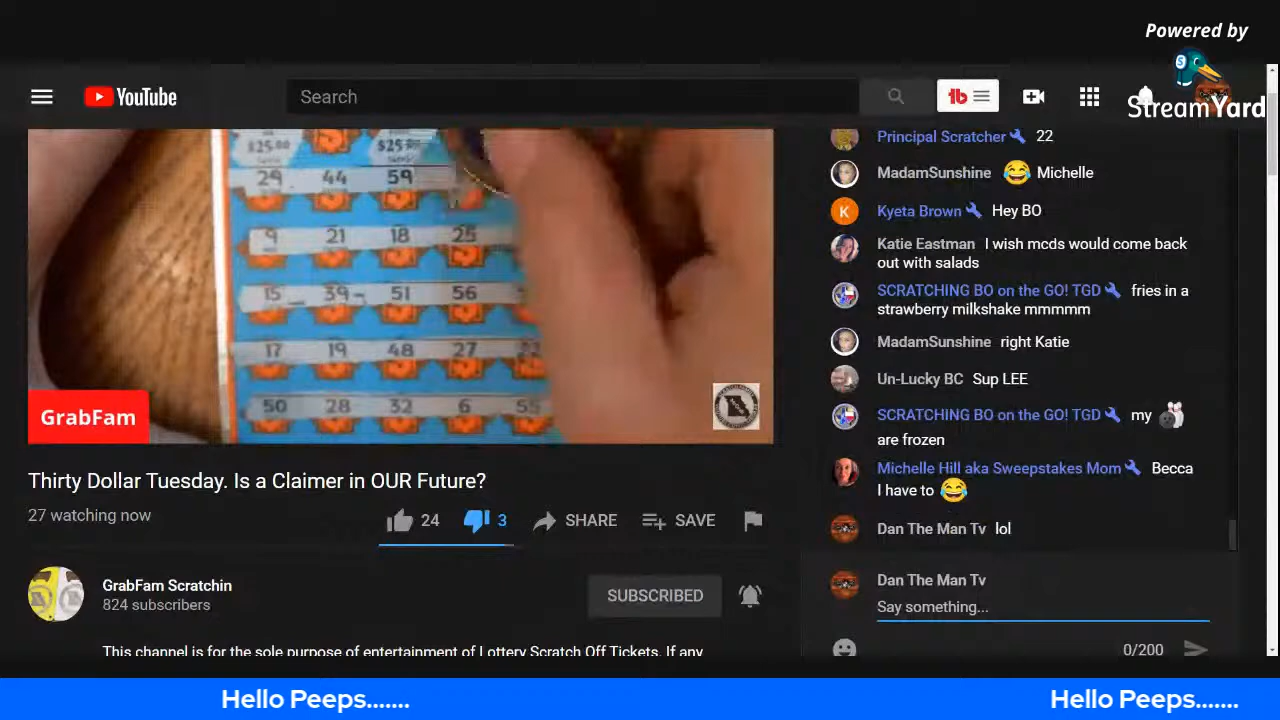 Powered by
StreamYard
YouTube
Search
$25.00
$25.00
29 44 59
9 21 18 25
15 39 51 56
17 19 48 27 22
50 28 32 6 55
GrabFam
Thirty Dollar Tuesday. Is a Claimer in OUR Future?
27 watching now
24
3
SHARE
SAVE
GrabFam Scratchin
824 subscribers
SUBSCRIBED
This channel is for the sole purpose of entertainment of Lottery Scratch Off Tickets. If any
Principal Scratcher 22
MadamSunshine 😂 Michelle
K
Kyeta Brown Hey BO
Katie Eastman I wish mcds would come back
out with salads
SCRATCHING BO on the GO! TGD fries in a
strawberry milkshake mmmmm
MadamSunshine right Katie
Un-Lucky BC Sup LEE
SCRATCHING BO on the GO! TGD my 🎳
are frozen
Michelle Hill aka Sweepstakes Mom Becca
I have to 😂
Dan The Man Tv lol
Dan The Man Tv
Say something...
0/200
Hello Peeps.......
Hello Peeps.......